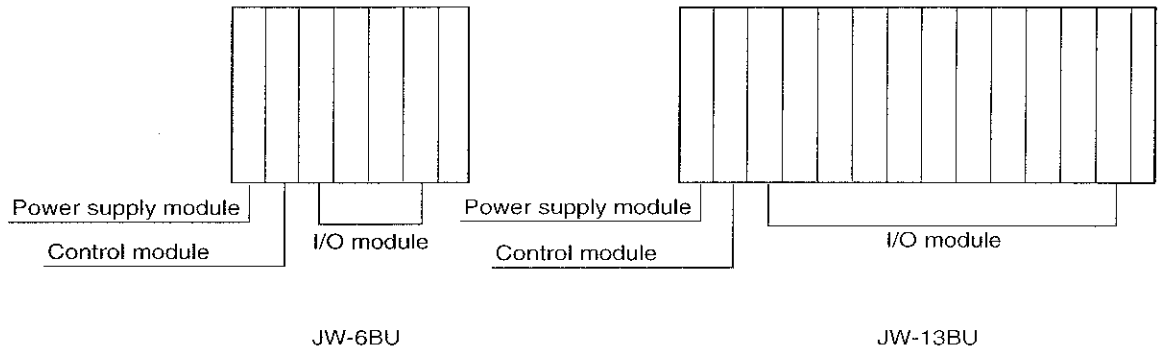 Power supply module
I/O module
Control module
Power supply module
I/O module
Control module
JW-6BU
JW-13BU